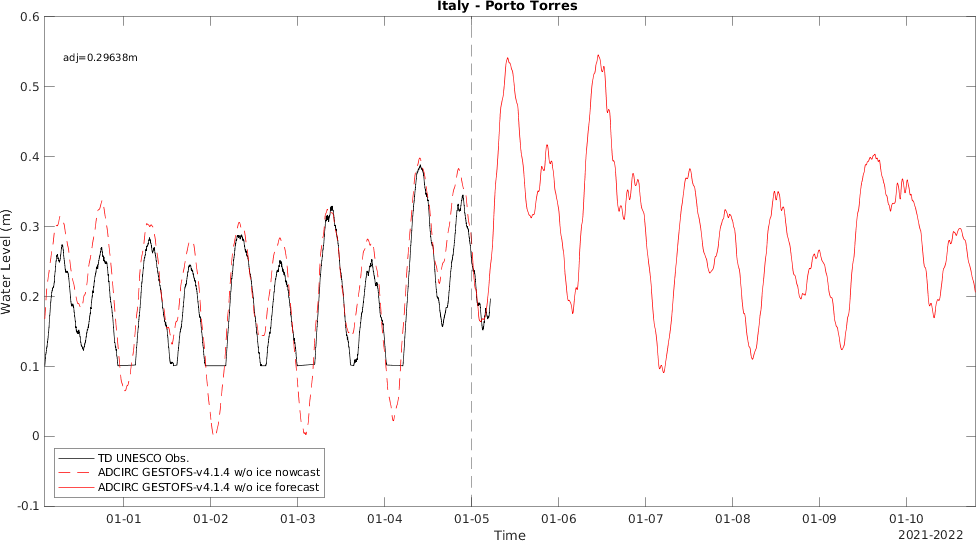 Italy - Porto Torres
adj=0.29638m
0.6
0.5
0.4
0.3
0.2
0.1
0
-0.1
Water Level (m)
TD UNESCO Obs.
ADCIRC GESTOFS-v4.1.4 w/o ice nowcast
ADCIRC GESTOFS-v4.1.4 w/o ice forecast
01-01 01-02 01-03 01-04 01-05 01-06 01-07 01-08 01-09 01-10
Time
2021-2022